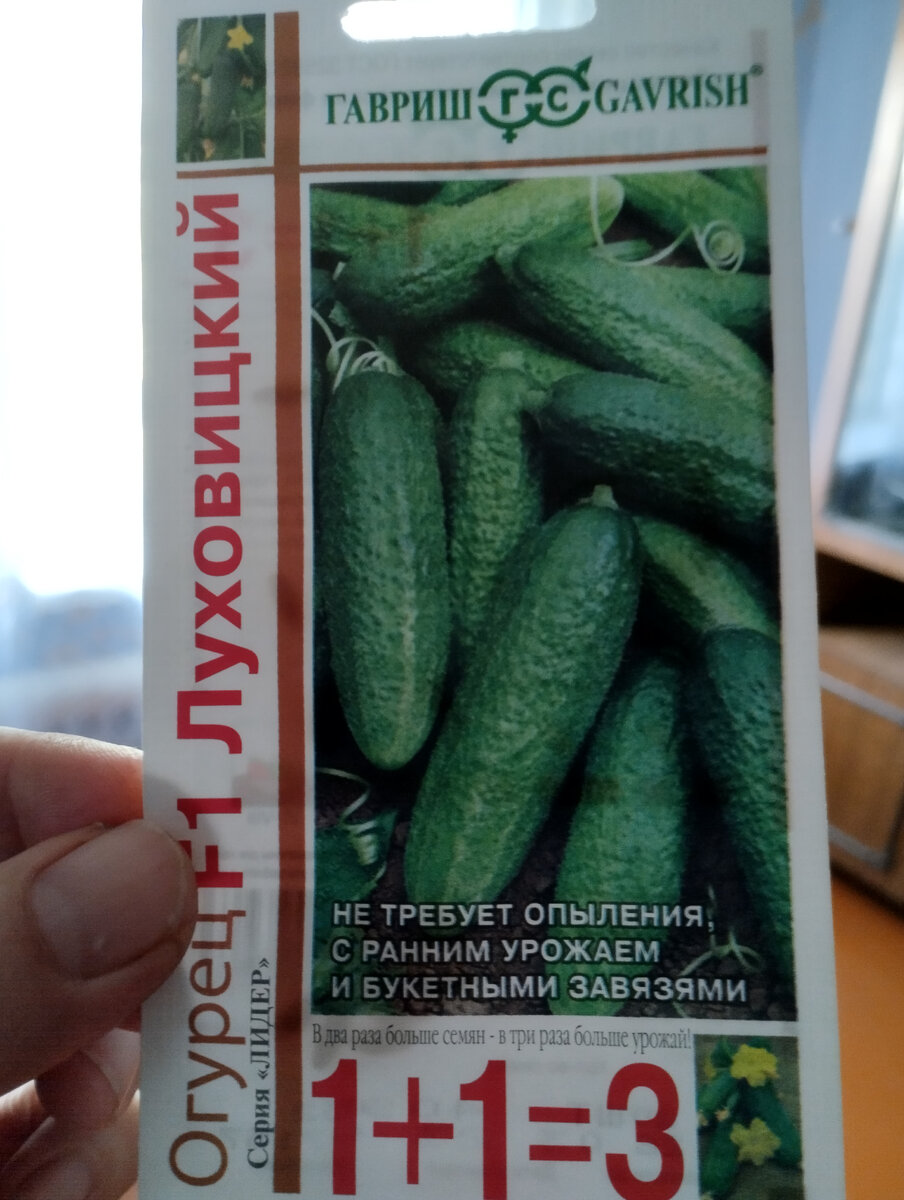 ГАВРИШ ГС GAVRISH®
Огурец F1 Луховицкий
Серия «ЛИДЕР»
НЕ ТРЕБУЕТ ОПЫЛЕНИЯ,
С РАННИМ УРОЖАЕМ
И БУКЕТНЫМИ ЗАВЯЗЯМИ
В два раза больше семян - в три раза больше урожай!
1+1=3